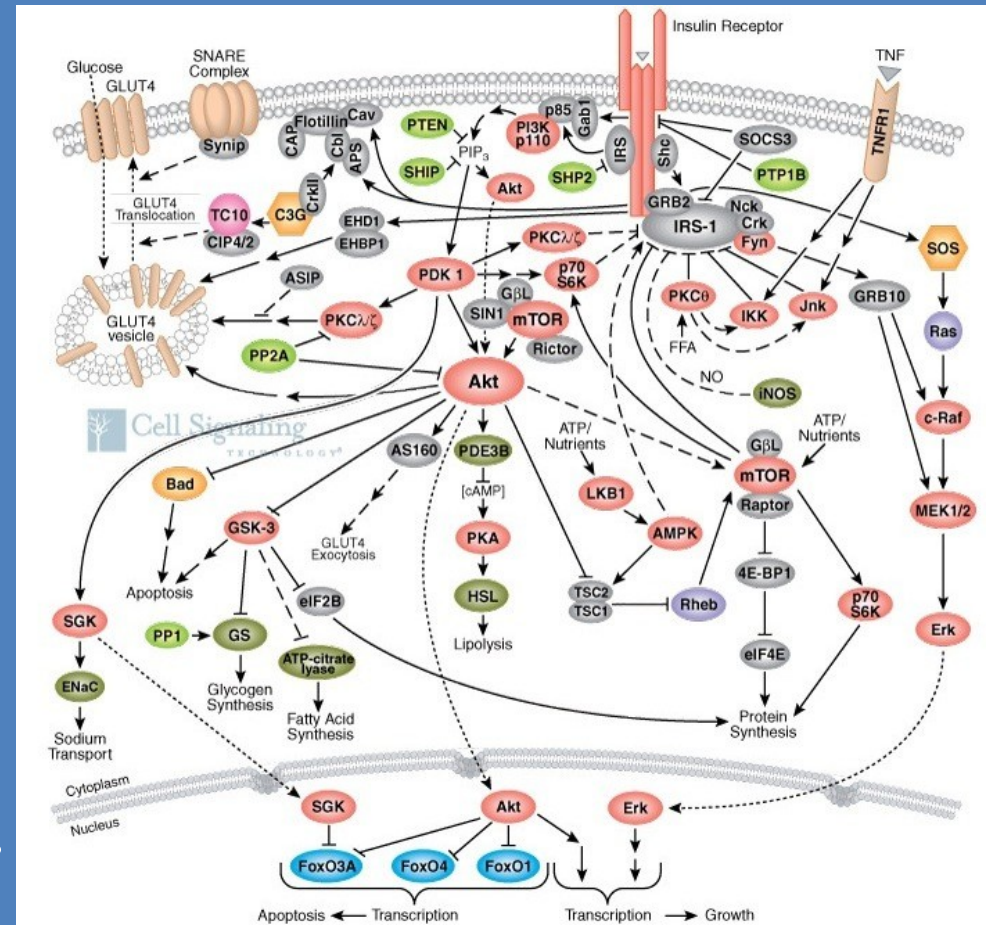 Insulin Receptor
Glucose
GLUT4
SNARE
Complex
TNF
TNFR1
Synip
CAP
Flotillin
Cav
Cbl
APS
CrkII
PTEN
SHIP
PIP3
PI3K
p110
p85
Gab1
SHP2
IRS
Shc
Akt
SOCS3
PTP1B
GRB2
Nck
Crk
Fyn
IRS-1
GLUT4
Translocation
TC10
CIP4/2
C3G
EHD1
EHBP1
PKCλ/ζ
PDK 1
p70
S6K
SOS
ASIP
GLUT4
vesicle
PKCλ/ζ
PP2A
SIN1
GβL
mTOR
Rictor
PKCθ
FFA
IKK
Jnk
GRB10
Ras
NO
iNOS
Akt
Cell Signaling
TECHNOLOGY®
AS160
PDE3B
[cAMP]
PKA
HSL
Lipolysis
GLUT4
Exocytosis
ATP/
Nutrients
LKB1
AMPK
TSC2
TSC1
Rheb
GβL
mTOR
Raptor
ATP/
Nutrients
c-Raf
MEK1/2
Erk
4E-BP1
eIF4E
p70
S6K
Protein
Synthesis
Bad
GSK-3
Apoptosis
eIF2B
SGK
PP1
GS
ATP-citrate
lyase
ENaC
Glycogen
Synthesis
Fatty Acid
Synthesis
Sodium
Transport
Cytoplasm
Nucleus
SGK
Akt
Erk
FoxO3A
FoxO4
FoxO1
Apoptosis
Transcription
Transcription
Growth